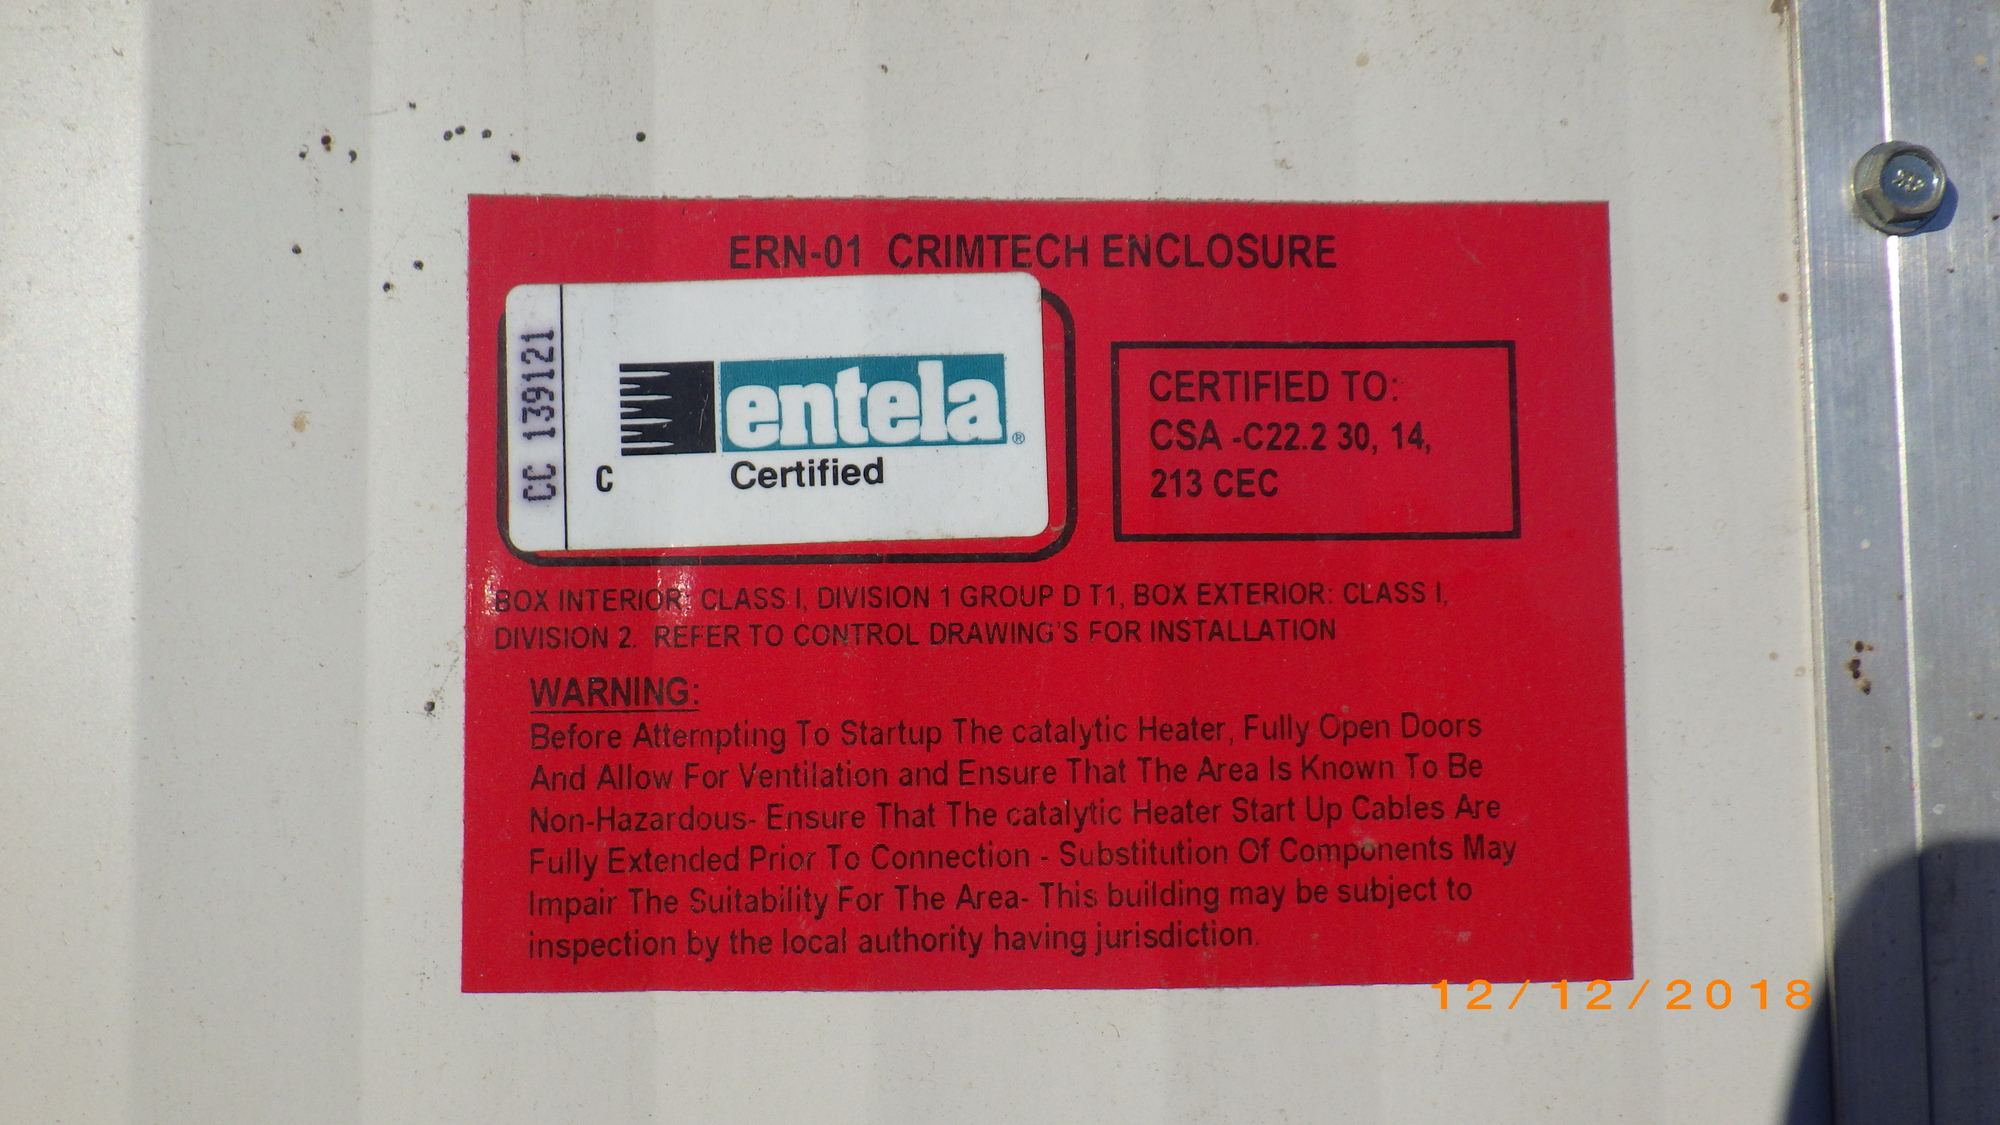 ERN-01 CRIMTECH ENCLOSURE
CC 139121
entela®
C Certified
CERTIFIED TO:
CSA -C22.2 30, 14,
213 CEC
BOX INTERIOR: CLASS I, DIVISION 1 GROUP D T1, BOX EXTERIOR: CLASS I,
DIVISION 2. REFER TO CONTROL DRAWING'S FOR INSTALLATION
WARNING:
Before Attempting To Startup The catalytic Heater, Fully Open Doors
And Allow For Ventilation and Ensure That The Area Is Known To Be
Non-Hazardous- Ensure That The catalytic Heater Start Up Cables Are
Fully Extended Prior To Connection - Substitution Of Components May
Impair The Suitability For The Area- This building may be subject to
inspection by the local authority having jurisdiction.
12/12/2018